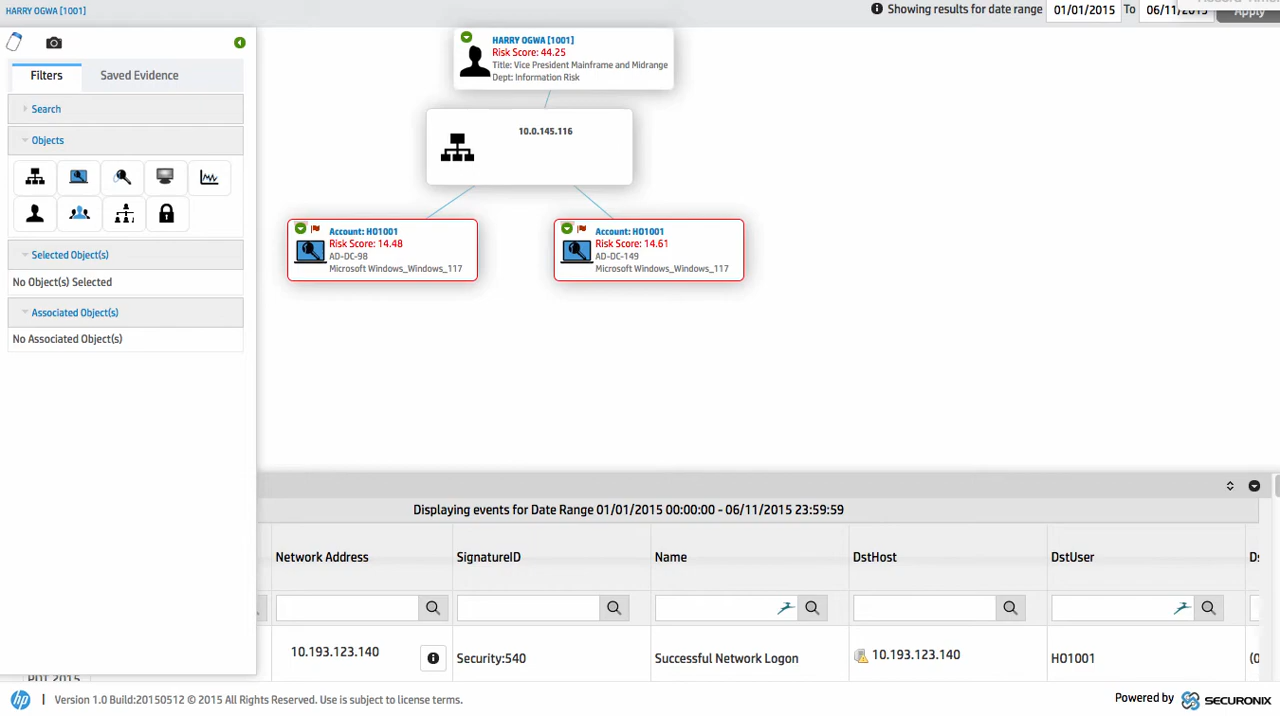 HARRY OGWA [1001]
Showing results for date range 01/01/2015 To 06/11/2015
Apply
Filters
Saved Evidence
Search
Objects
Selected Object(s)
No Object(s) Selected
Associated Object(s)
No Associated Object(s)
HARRY OGWA [1001]
Risk Score: 44.25
Title: Vice President Mainframe and Midrange
Dept: Information Risk
10.0.145.116
Account: HO1001
Risk Score: 14.48
AD-DC-98
Microsoft Windows_Windows_117
Account: HO1001
Risk Score: 14.61
AD-DC-149
Microsoft Windows_Windows_117
Displaying events for Date Range 01/01/2015 00:00:00 - 06/11/2015 23:59:59
Network Address
SignatureID
Name
DstHost
DstUser
10.193.123.140
Security:540
Successful Network Logon
10.193.123.140
HO1001
hp
Version 1.0 Build:20150512 © 2015 All Rights Reserved. Use is subject to license terms.
Powered by SECURONIX